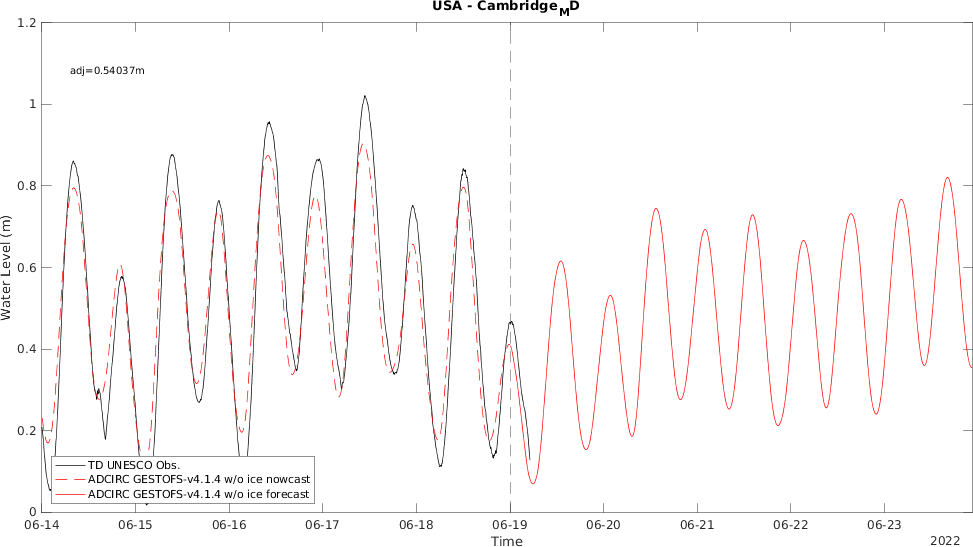 USA - Cambridge_MD
1.2
adj=0.54037m
1
0.8
0.6
0.4
0.2
0
Water Level (m)
TD UNESCO Obs.
ADCIRC GESTOFS-v4.1.4 w/o ice nowcast
ADCIRC GESTOFS-v4.1.4 w/o ice forecast
06-14 06-15 06-16 06-17 06-18 06-19 06-20 06-21 06-22 06-23
Time
2022